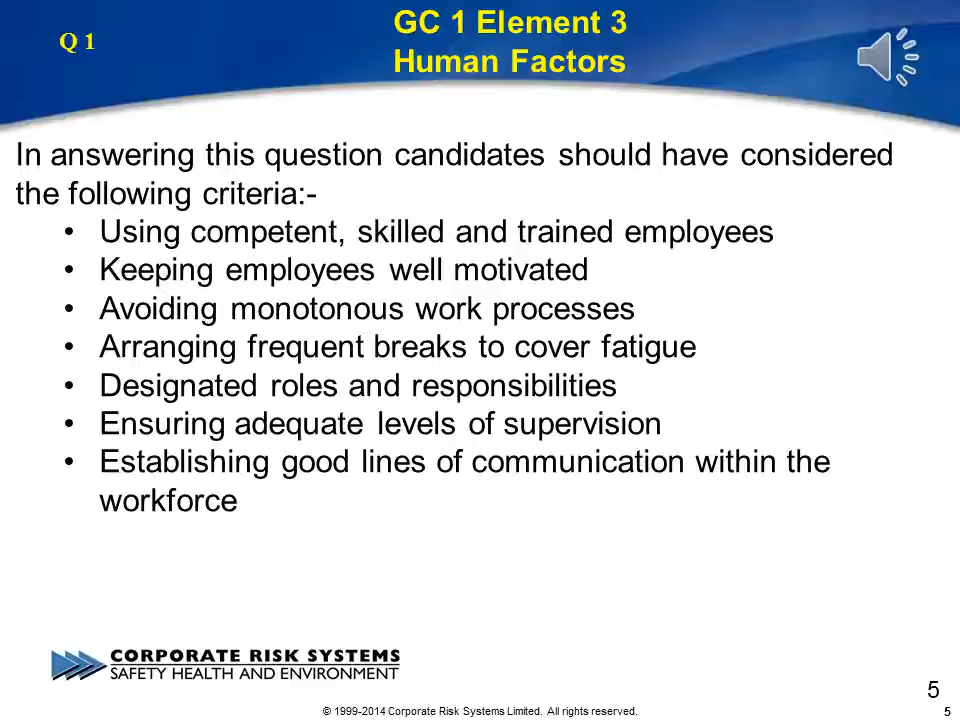 Q 1
GC 1 Element 3
Human Factors
In answering this question candidates should have considered
the following criteria:-
• Using competent, skilled and trained employees
• Keeping employees well motivated
• Avoiding monotonous work processes
• Arranging frequent breaks to cover fatigue
• Designated roles and responsibilities
• Ensuring adequate levels of supervision
• Establishing good lines of communication within the
workforce
CORPORATE RISK SYSTEMS
SAFETY HEALTH AND ENVIRONMENT
5
© 1999-2014 Corporate Risk Systems Limited. All rights reserved.
5